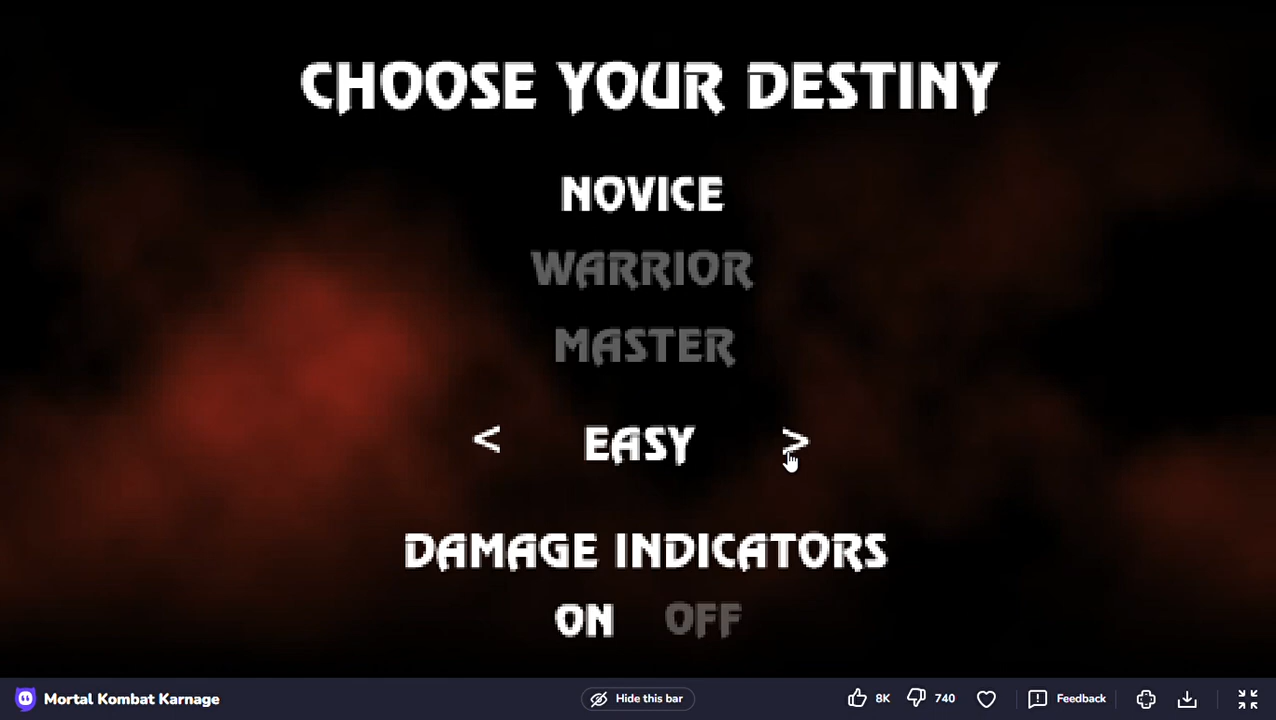 CHOOSE YOUR DESTINY
NOVICE
WARRIOR
MASTER
< EASY >
DAMAGE INDICATORS
ON OFF
Mortal Kombat Karnage Hide this bar 8K 740 Feedback